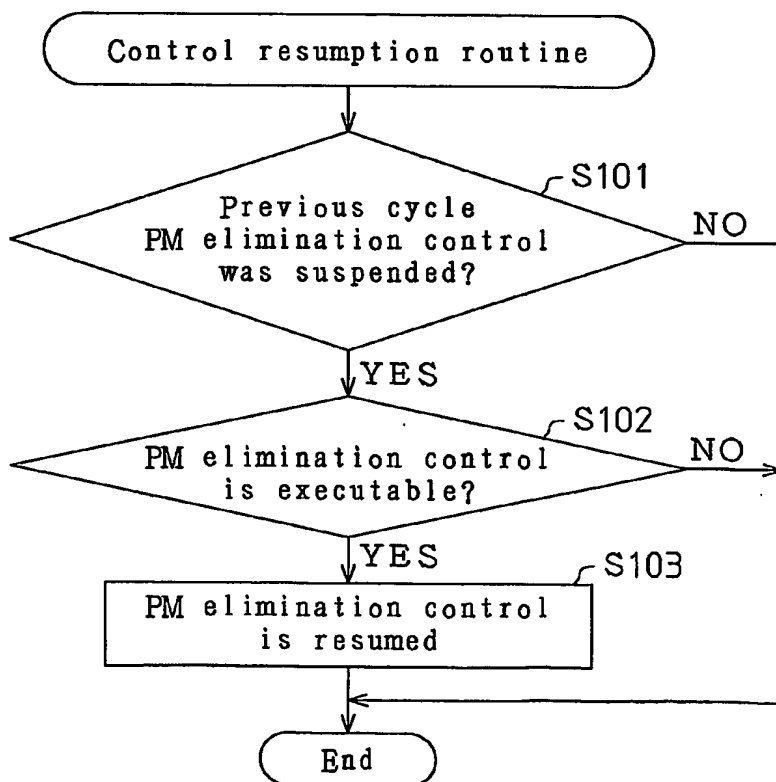 Control resumption routine
S101
Previous cycle
PM elimination control
was suspended?
NO
YES
S102
PM elimination control
is executable?
NO
YES
S103
PM elimination control
is resumed
End